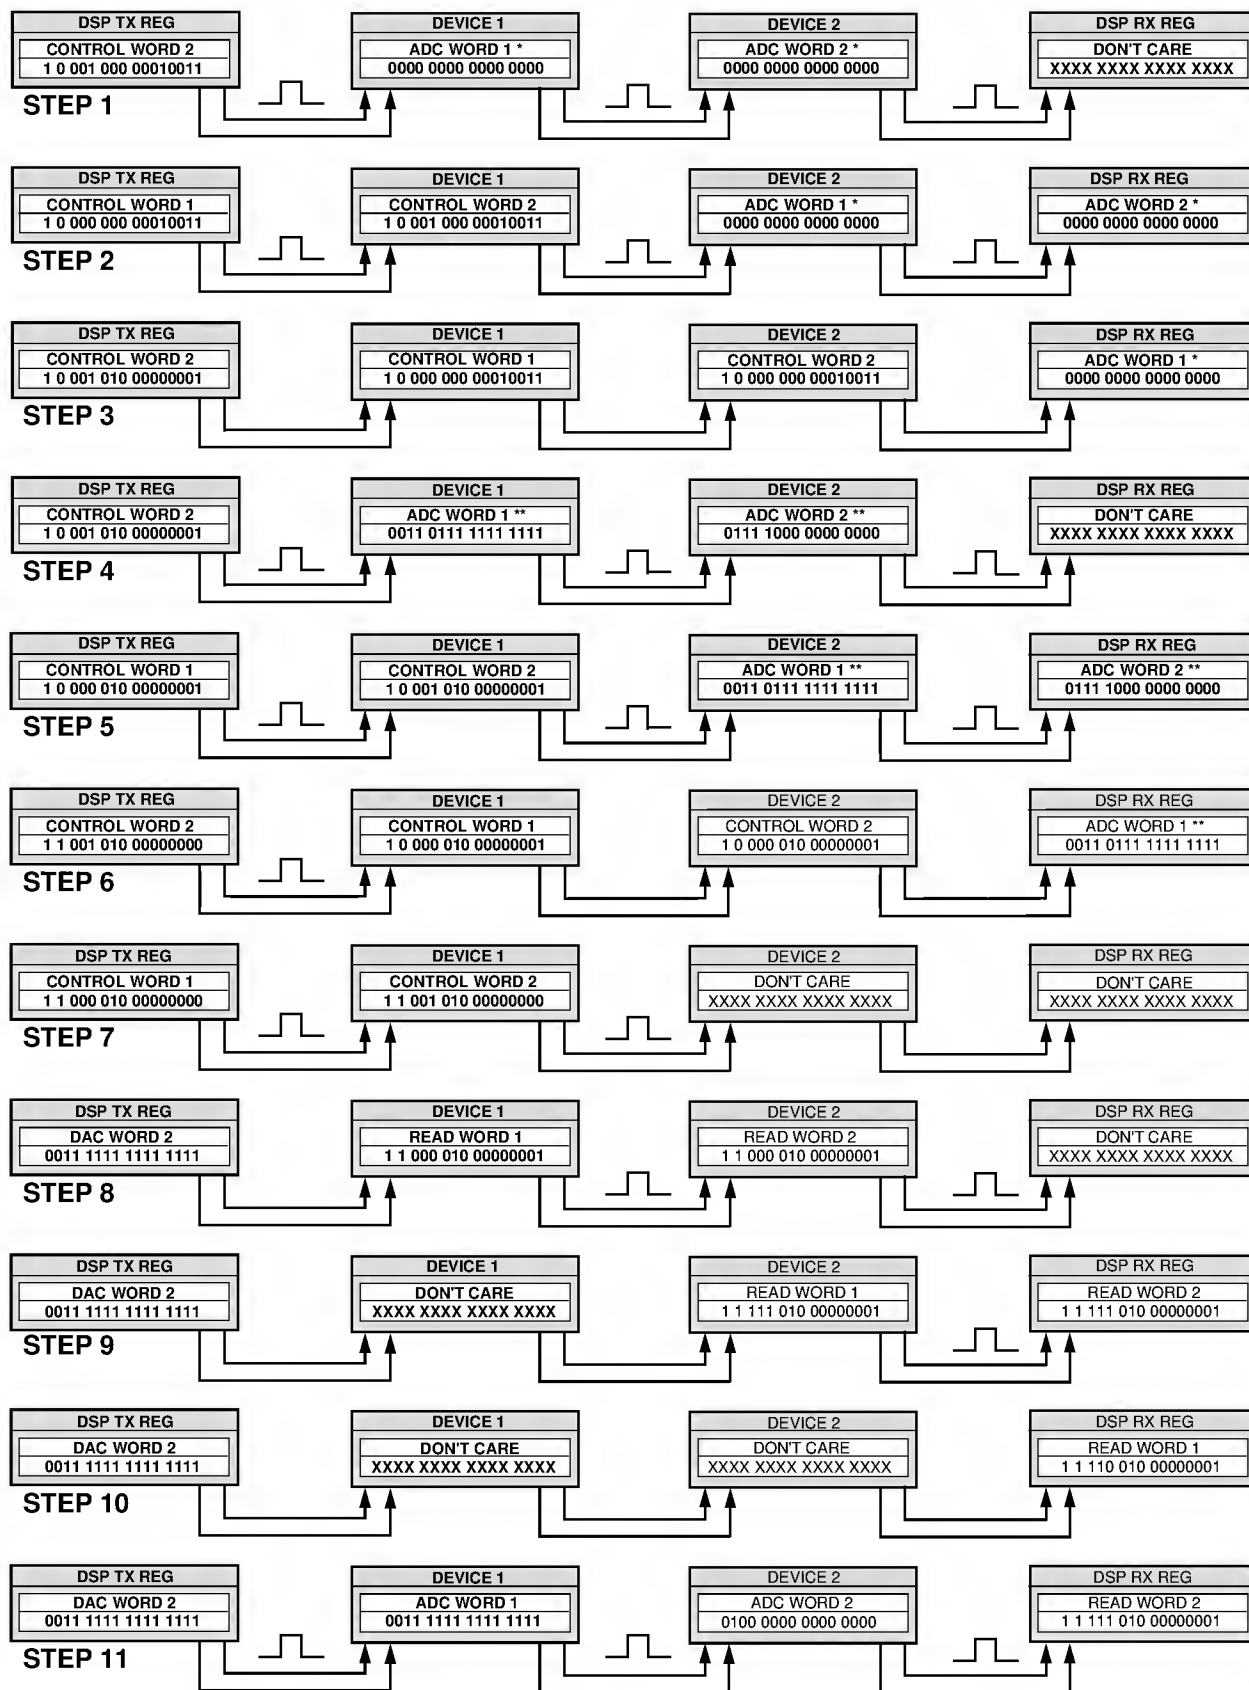 DSP TX REG
CONTROL WORD 2
1 0 001 000 00010011
DEVICE 1
ADC WORD 1 *
0000 0000 0000 0000
DEVICE 2
ADC WORD 2 *
0000 0000 0000 0000
DSP RX REG
DON'T CARE
XXXX XXXX XXXX XXXX
STEP 1
DSP TX REG
CONTROL WORD 1
1 0 000 000 00010011
DEVICE 1
CONTROL WORD 2
1 0 001 000 00010011
DEVICE 2
ADC WORD 1 *
0000 0000 0000 0000
DSP RX REG
ADC WORD 2 *
0000 0000 0000 0000
STEP 2
DSP TX REG
CONTROL WORD 2
1 0 001 010 00000001
DEVICE 1
CONTROL WORD 1
1 0 000 000 00010011
DEVICE 2
CONTROL WORD 2
1 0 000 000 00010011
DSP RX REG
ADC WORD 1 *
0000 0000 0000 0000
STEP 3
DSP TX REG
CONTROL WORD 2
1 0 001 010 00000001
DEVICE 1
ADC WORD 1 **
0011 0111 1111 1111
DEVICE 2
ADC WORD 2 **
0111 1000 0000 0000
DSP RX REG
DON'T CARE
XXXX XXXX XXXX XXXX
STEP 4
DSP TX REG
CONTROL WORD 1
1 0 000 010 00000001
DEVICE 1
CONTROL WORD 2
1 0 001 010 00000001
DEVICE 2
ADC WORD 1 **
0011 0111 1111 1111
DSP RX REG
ADC WORD 2 **
0111 1000 0000 0000
STEP 5
DSP TX REG
CONTROL WORD 2
1 1 001 010 00000000
DEVICE 1
CONTROL WORD 1
1 0 000 010 00000001
DEVICE 2
CONTROL WORD 2
1 0 000 010 00000001
DSP RX REG
ADC WORD 1 **
0011 0111 1111 1111
STEP 6
DSP TX REG
CONTROL WORD 1
1 1 000 010 00000000
DEVICE 1
CONTROL WORD 2
1 1 001 010 00000000
DEVICE 2
DON'T CARE
XXXX XXXX XXXX XXXX
DSP RX REG
DON'T CARE
XXXX XXXX XXXX XXXX
STEP 7
DSP TX REG
DAC WORD 2
0011 1111 1111 1111
DEVICE 1
READ WORD 1
1 1 000 010 00000001
DEVICE 2
READ WORD 2
1 1 000 010 00000001
DSP RX REG
DON'T CARE
XXXX XXXX XXXX XXXX
STEP 8
DSP TX REG
DAC WORD 2
0011 1111 1111 1111
DEVICE 1
DON'T CARE
XXXX XXXX XXXX XXXX
DEVICE 2
READ WORD 1
1 1 111 010 00000001
DSP RX REG
READ WORD 2
1 1 111 010 00000001
STEP 9
DSP TX REG
DAC WORD 2
0011 1111 1111 1111
DEVICE 1
DON'T CARE
XXXX XXXX XXXX XXXX
DEVICE 2
DON'T CARE
XXXX XXXX XXXX XXXX
DSP RX REG
READ WORD 1
1 1 110 010 00000001
STEP 10
DSP TX REG
DAC WORD 2
0011 1111 1111 1111
DEVICE 1
ADC WORD 1
0011 1111 1111 1111
DEVICE 2
ADC WORD 2
0100 0000 0000 0000
DSP RX REG
READ WORD 2
1 1 111 010 00000001
STEP 11